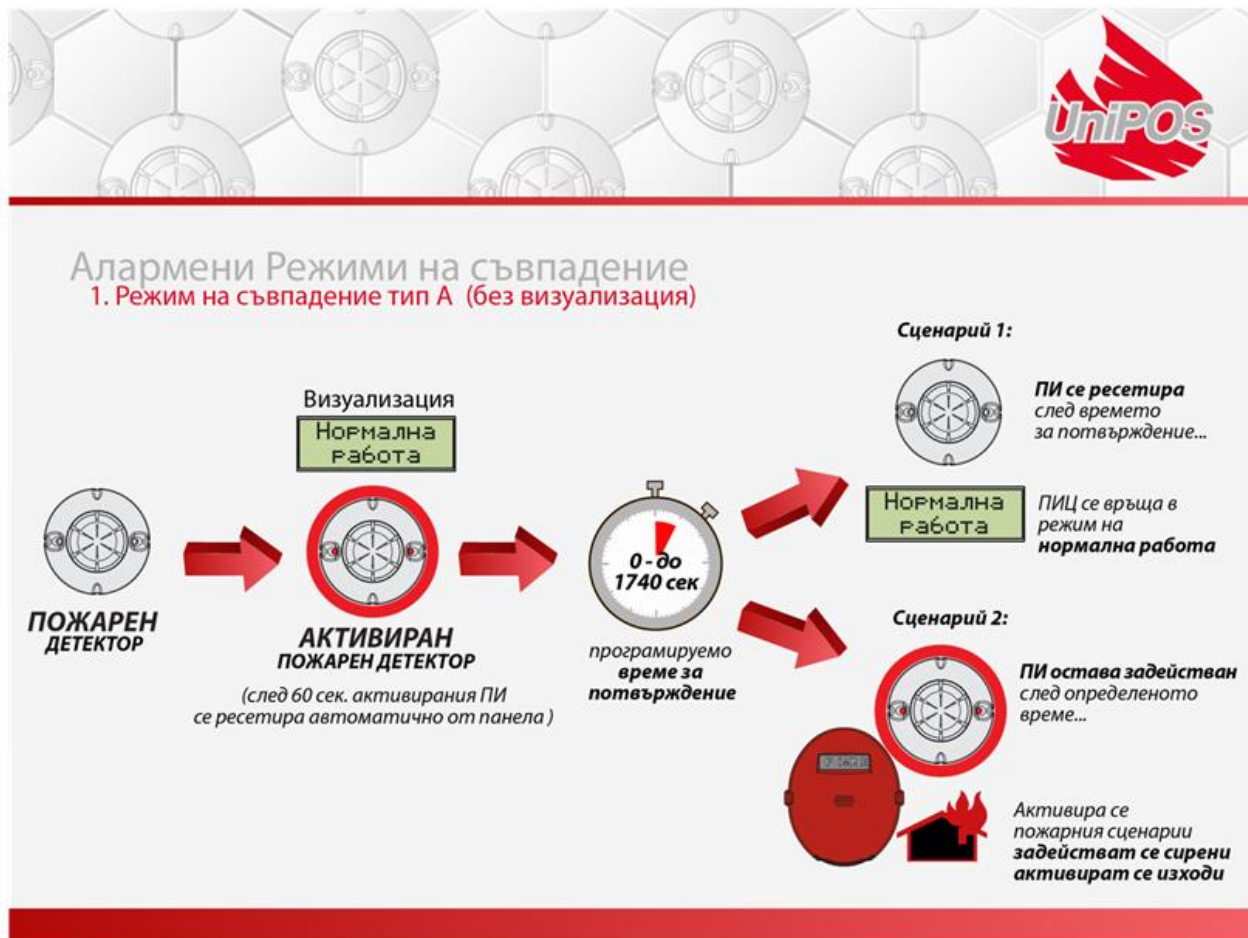 UniPOS
Алармени Режими на съвпадение
1. Режим на съвпадение тип А (без визуализация)
Визуализация
Нормална
работа
ПОЖАРЕН
ДЕТЕКТОР
АКТИВИРАН
ПОЖАРЕН ДЕТЕКТОР
(след 60 сек. активирания ПИ
се ресетира автоматично от панела )
0 - до
1740 сек
програмируемо
време за
потвърждение
Сценарий 1:
ПИ се ресетира
след времето
за потвърждение...
Нормална
работа
ПИЦ се връща в
режим на
нормална работа
Сценарий 2:
ПИ остава задействан
след определеното
време...
Активира се
пожарния сценарии
задействат се сирени
активират се изходи